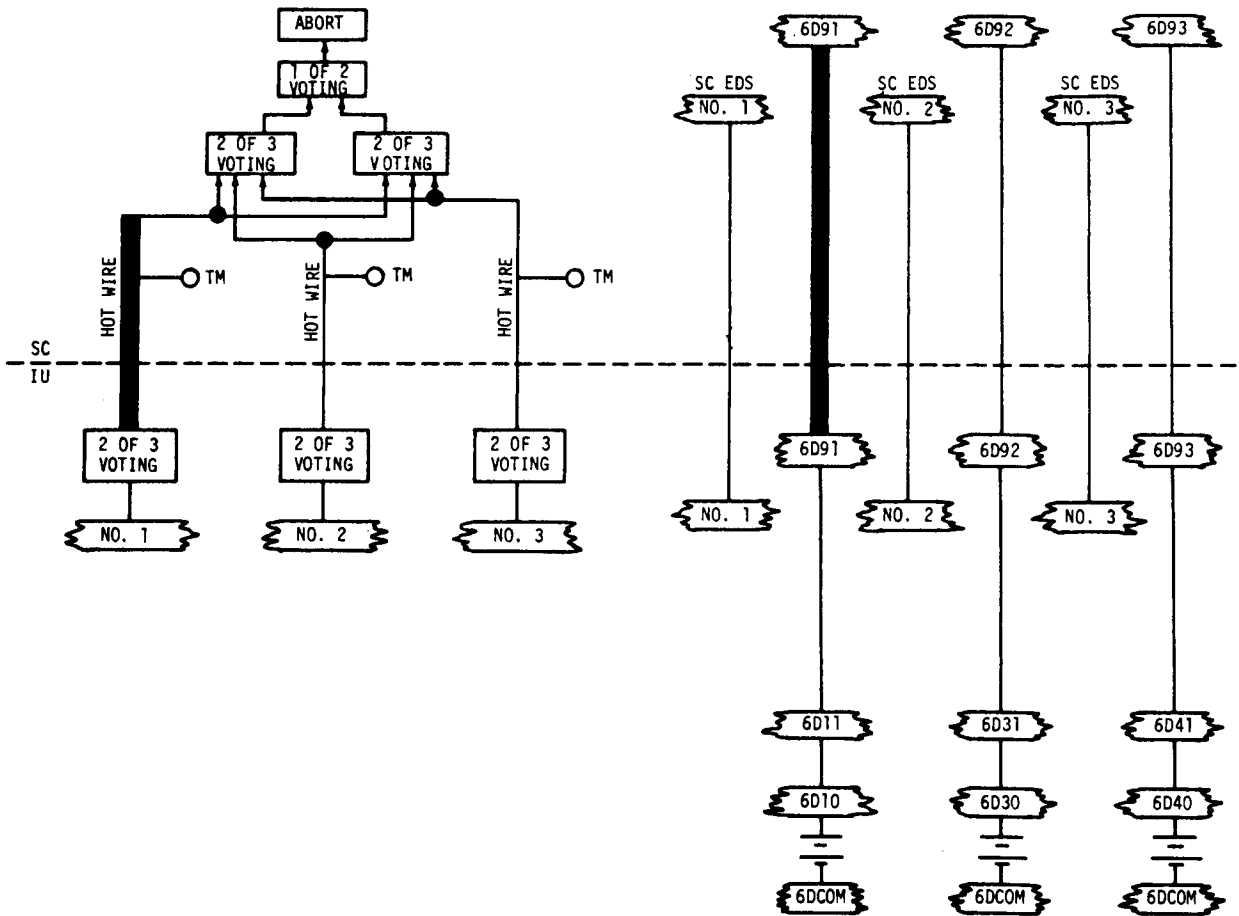 ABORT
1 OF 2
VOTING
2 OF 3
VOTING
2 OF 3
VOTING
HOT WIRE
TM
HOT WIRE
TM
HOT WIRE
TM
SC
IU
2 OF 3
VOTING
2 OF 3
VOTING
2 OF 3
VOTING
NO. 1
NO. 2
NO. 3
6D91
6D92
6D93
SC EDS
NO. 1
SC EDS
NO. 2
SC EDS
NO. 3
6D91
6D92
6D93
NO. 1
NO. 2
NO. 3
6D11
6D31
6D41
6D10
6D30
6D40
6DCOM
6DCOM
6DCOM